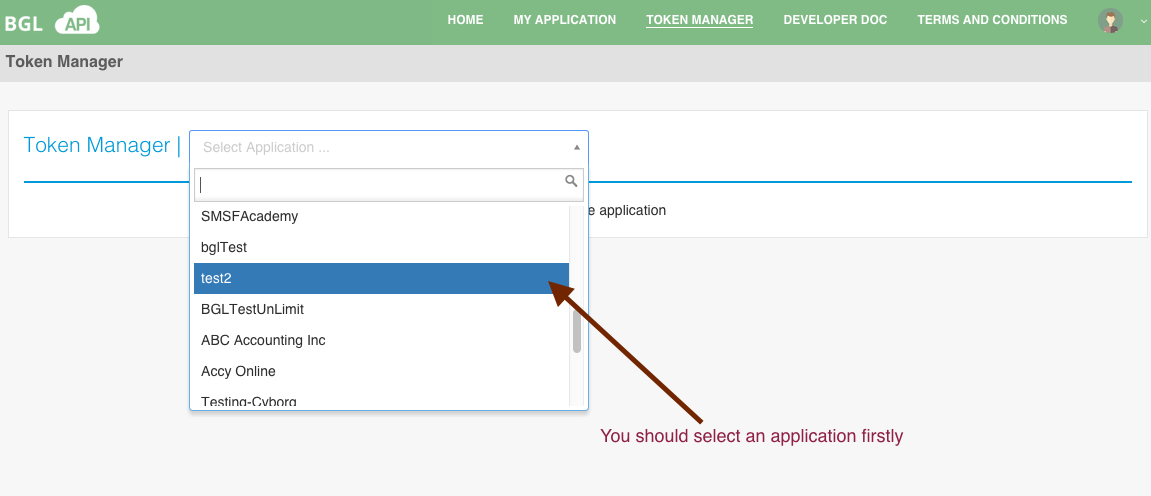 BGL API
HOME MY APPLICATION TOKEN MANAGER DEVELOPER DOC TERMS AND CONDITIONS
Token Manager
Token Manager | Select Application ...
SMSFAcademy
e application
bglTest
test2
BGLTestUnLimit
ABC Accounting Inc
Accy Online
Testing-Cyborg
You should select an application firstly